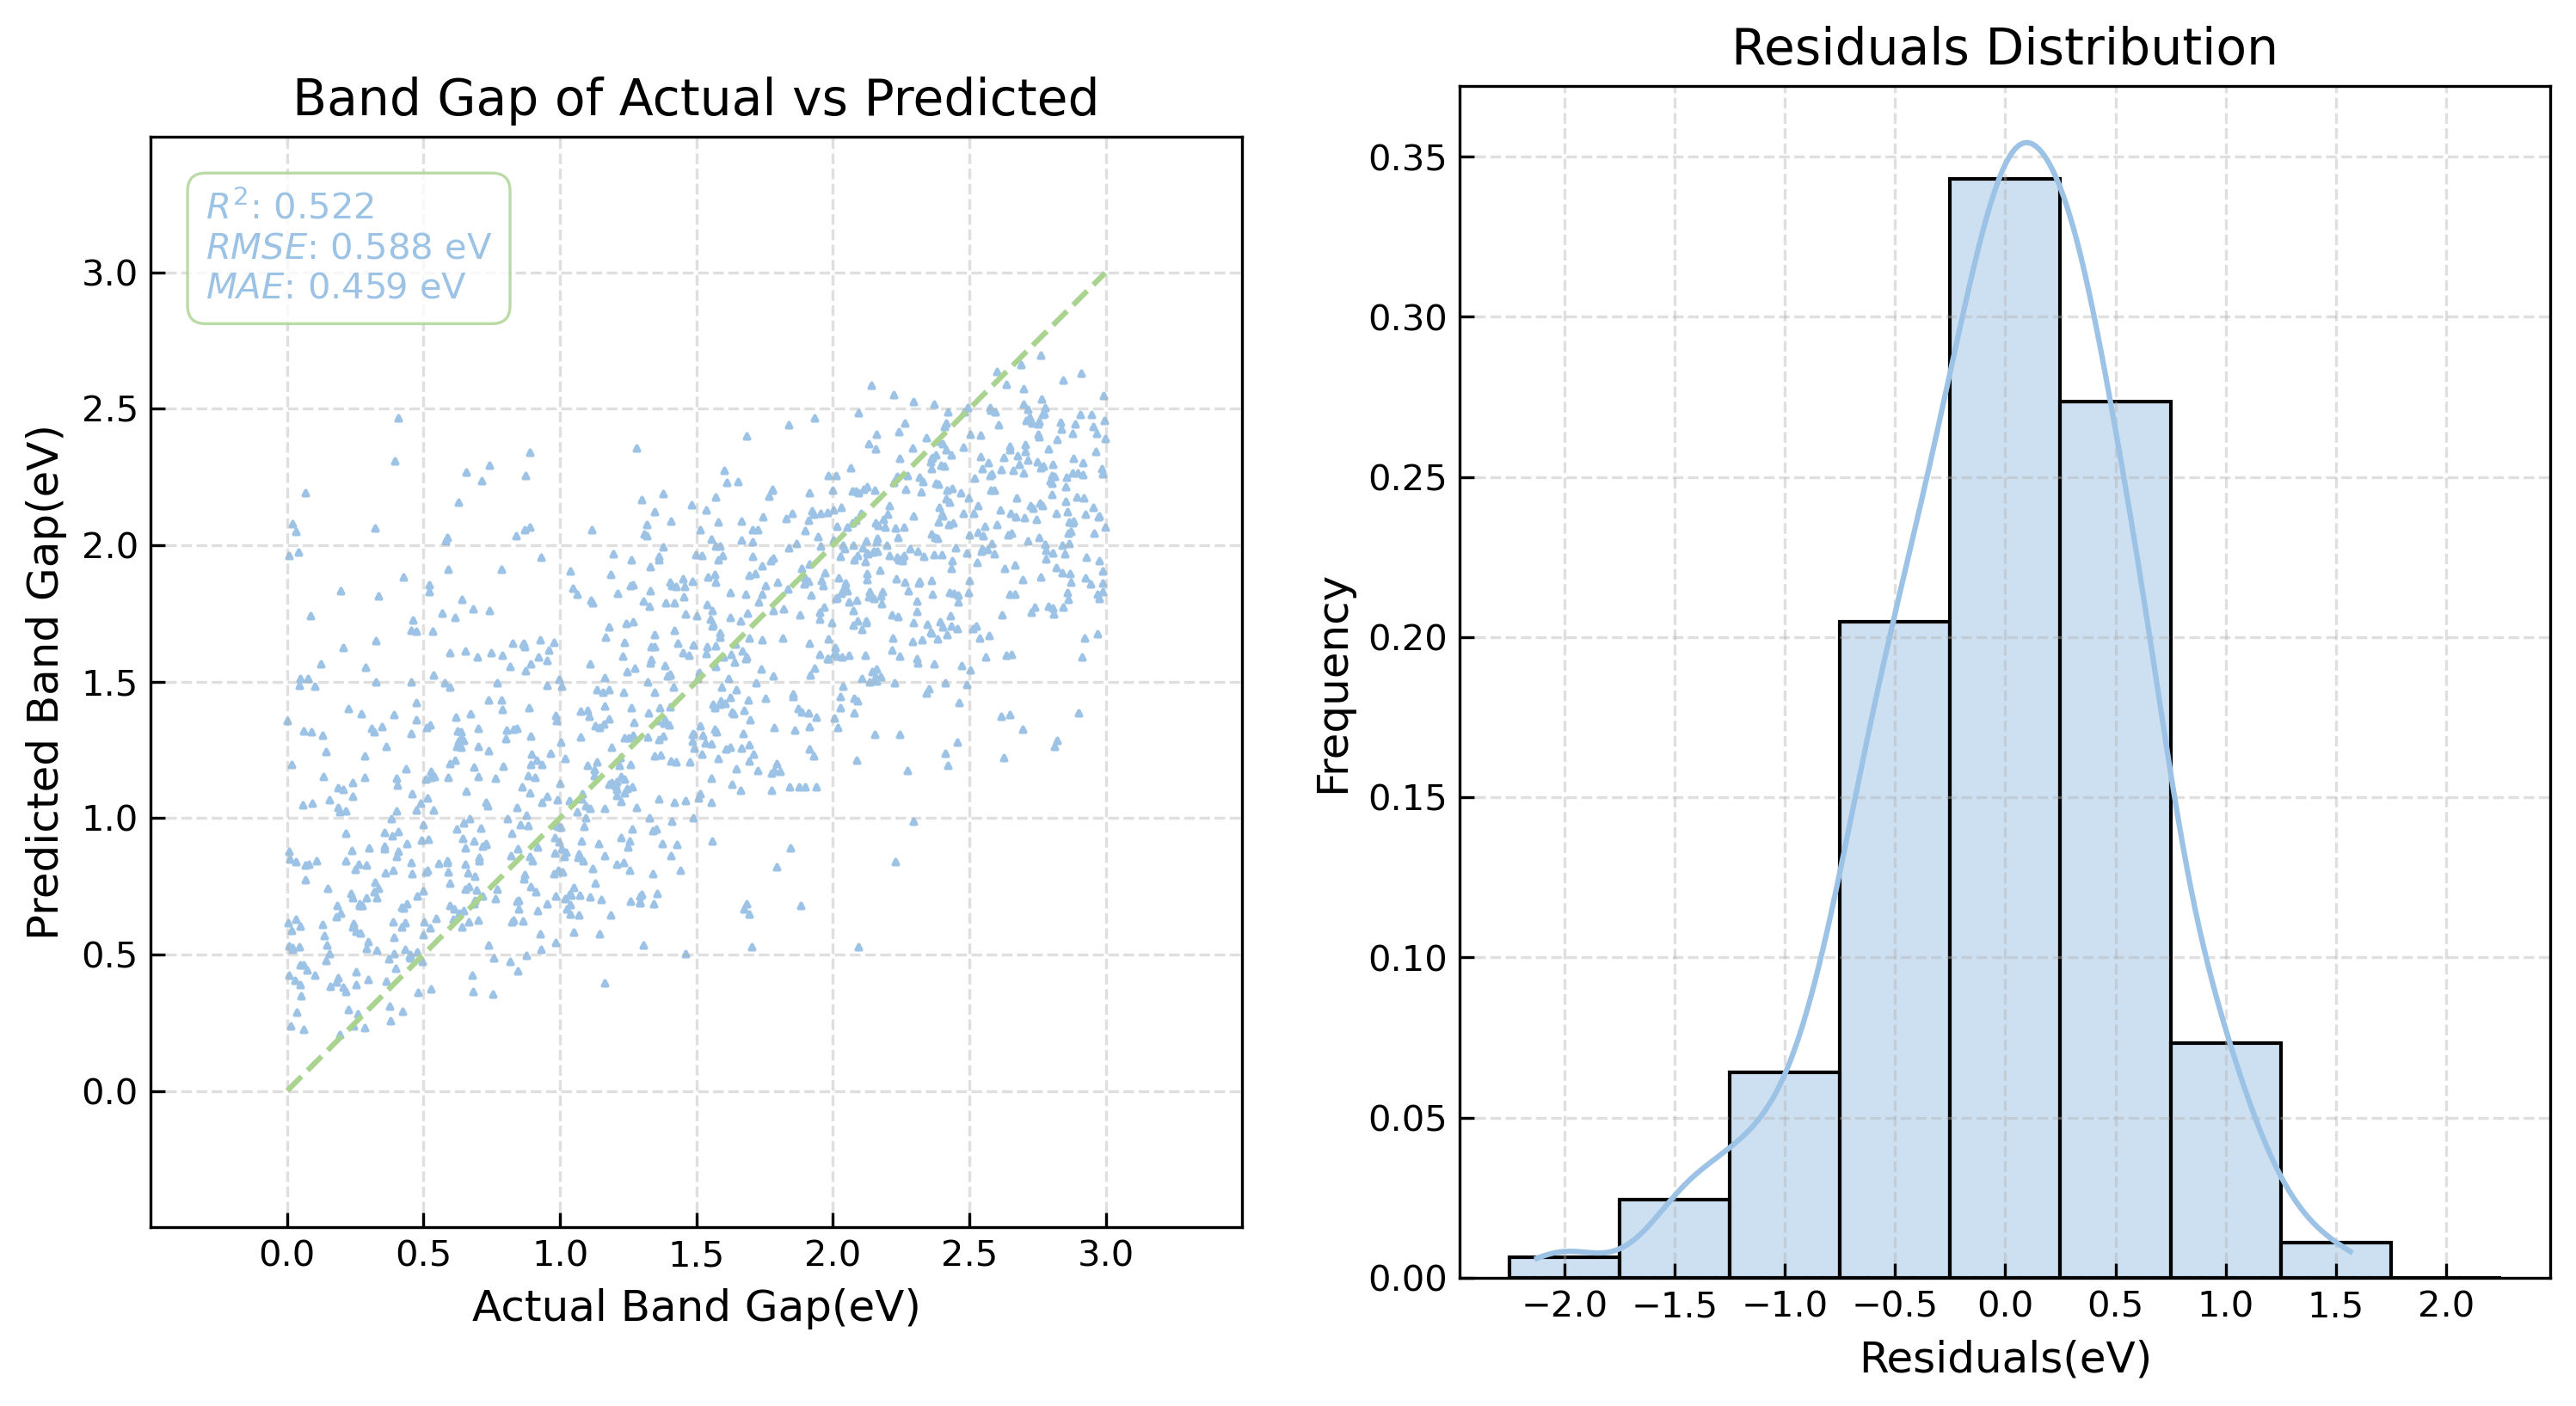 Band Gap of Actual vs Predicted
R²: 0.522
RMSE: 0.588 eV
MAE: 0.459 eV
Predicted Band Gap(eV)
3.0
2.5
2.0
1.5
1.0
0.5
0.0
0.0 0.5 1.0 1.5 2.0 2.5 3.0
Actual Band Gap(eV)
Residuals Distribution
Frequency
0.35
0.30
0.25
0.20
0.15
0.10
0.05
0.00
−2.0 −1.5 −1.0 −0.5 0.0 0.5 1.0 1.5 2.0
Residuals(eV)